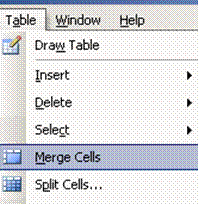 Table Window Help
Draw Table
Insert
Delete
Select
Merge Cells
Split Cells...